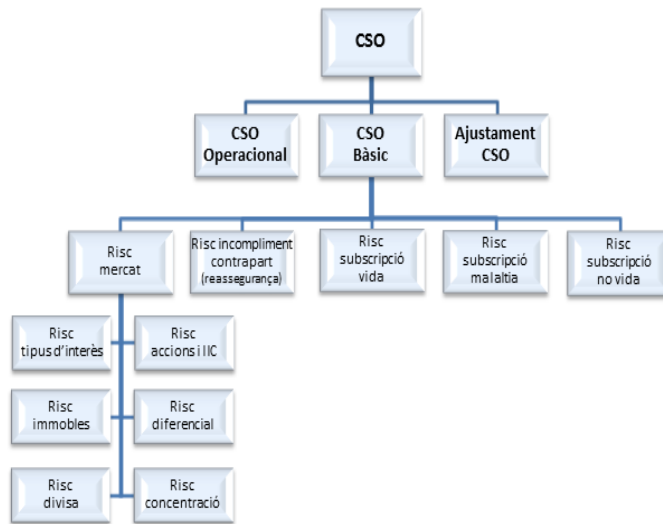 CSO
CSO
Operacional
CSO
Bàsic
Ajustament
CSO
Risc
mercat
Risc incompliment
contrapart
(reassegurança)
Risc
subscripció
vida
Risc
subscripció
malaltia
Risc
subscripció
no vida
Risc
tipus d'interès
Risc
accions i IIC
Risc
immobles
Risc
diferencial
Risc
divisa
Risc
concentració